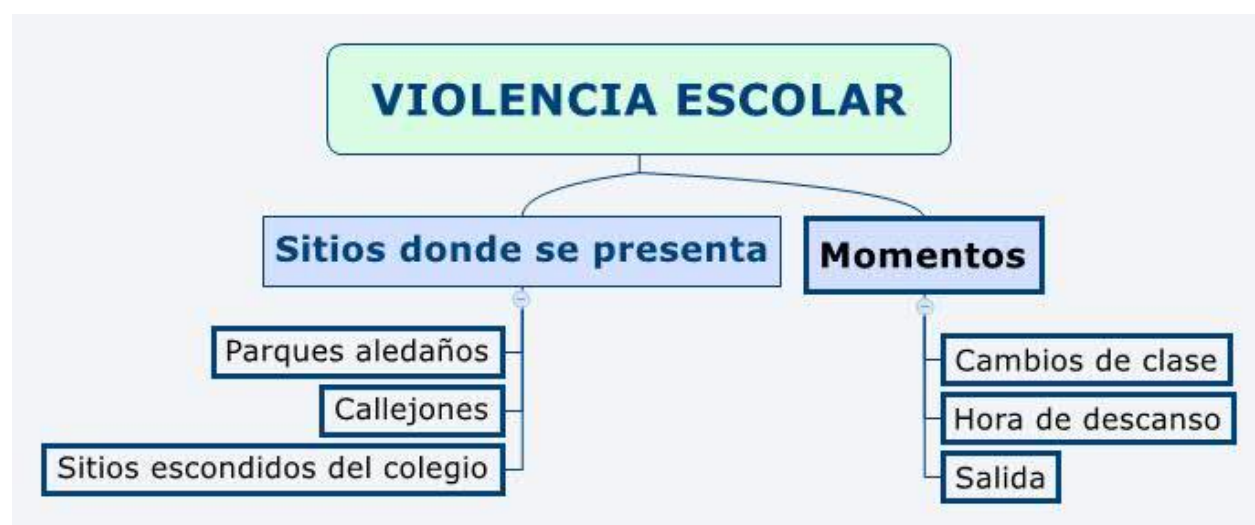 VIOLENCIA ESCOLAR
Sitios donde se presenta
Parques aledaños
Callejones
Sitios escondidos del colegio
Momentos
Cambios de clase
Hora de descanso
Salida